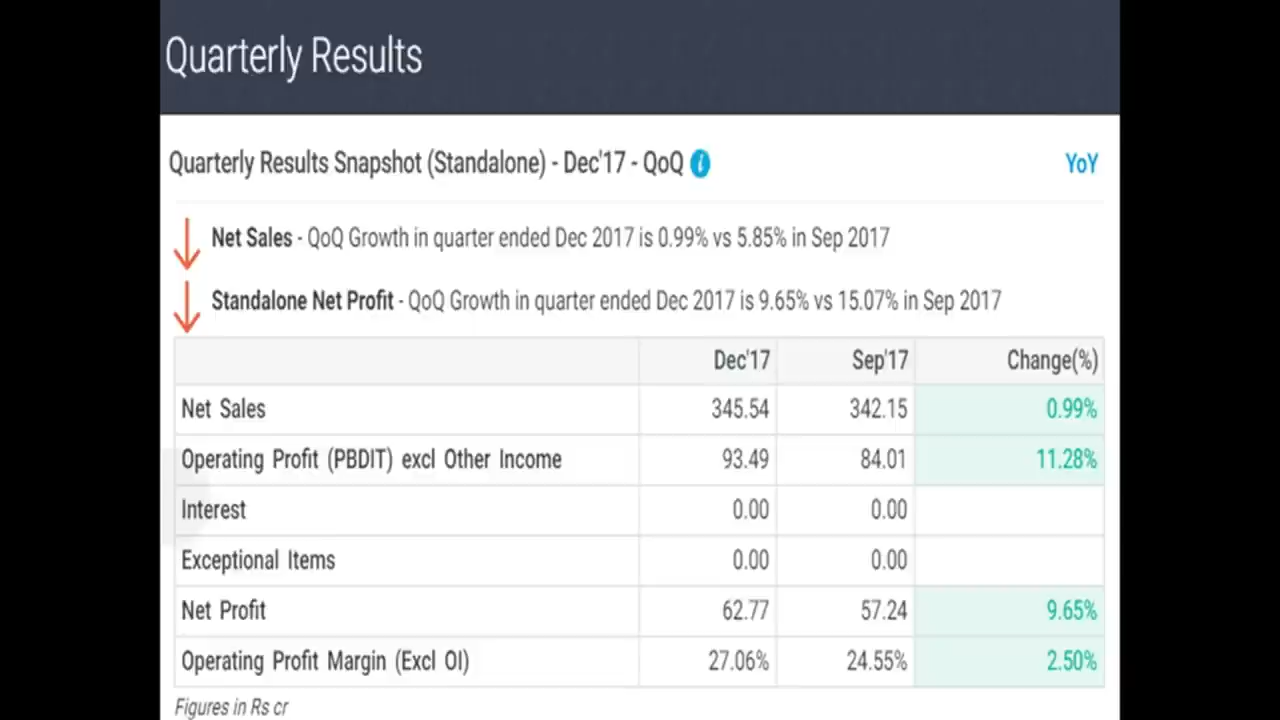 Quarterly Results
Quarterly Results Snapshot (Standalone) - Dec'17 - QoQ i YoY
Net Sales - QoQ Growth in quarter ended Dec 2017 is 0.99% vs 5.85% in Sep 2017
Standalone Net Profit - QoQ Growth in quarter ended Dec 2017 is 9.65% vs 15.07% in Sep 2017
Dec'17 Sep'17 Change(%)
Net Sales 345.54 342.15 0.99%
Operating Profit (PBDIT) excl Other Income 93.49 84.01 11.28%
Interest 0.00 0.00
Exceptional Items 0.00 0.00
Net Profit 62.77 57.24 9.65%
Operating Profit Margin (Excl OI) 27.06% 24.55% 2.50%
Figures in Rs cr